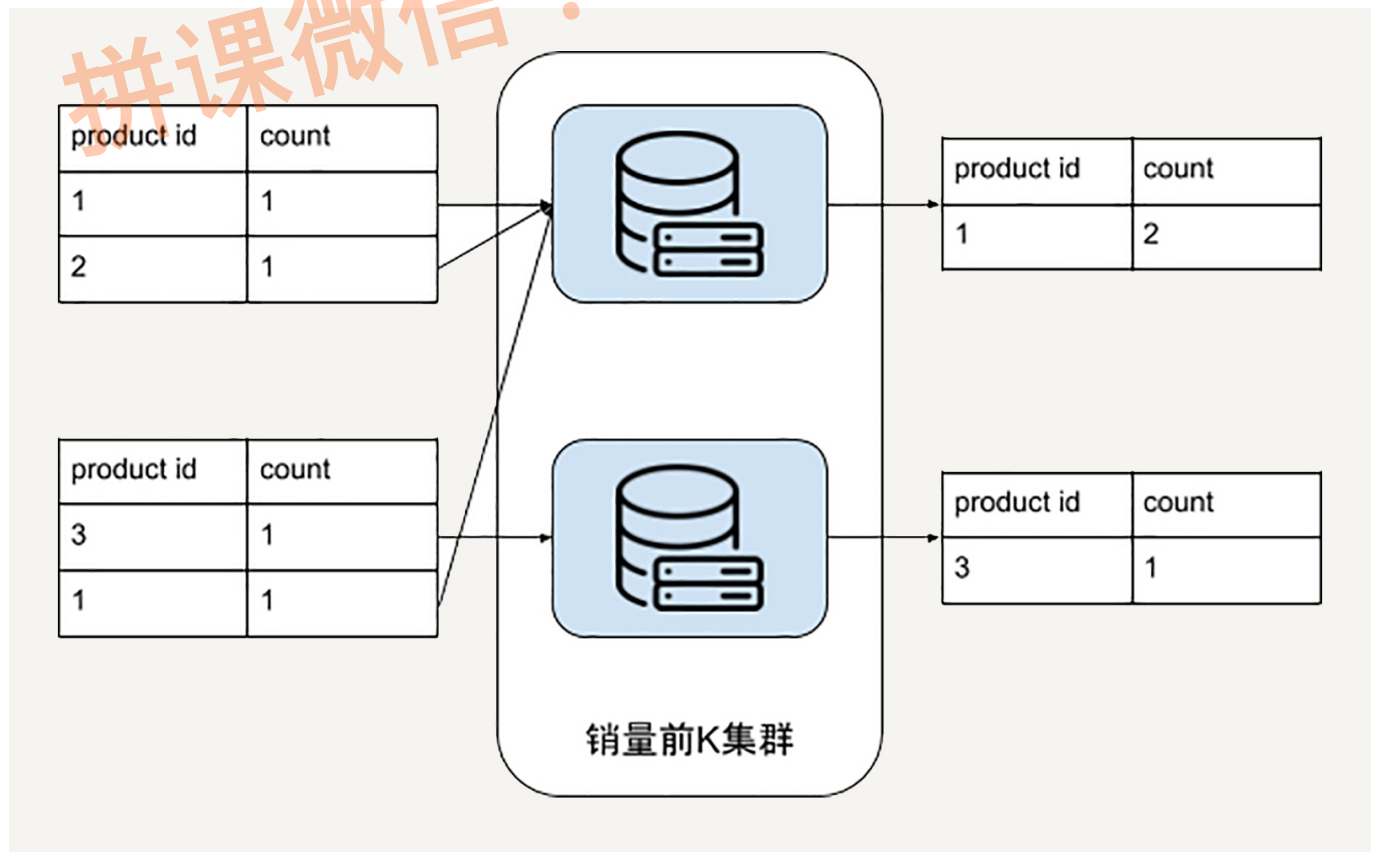 拼课微信：
product id count
1 1
2 1
product id count
1 2
product id count
3 1
1 1
product id count
3 1
销量前K集群